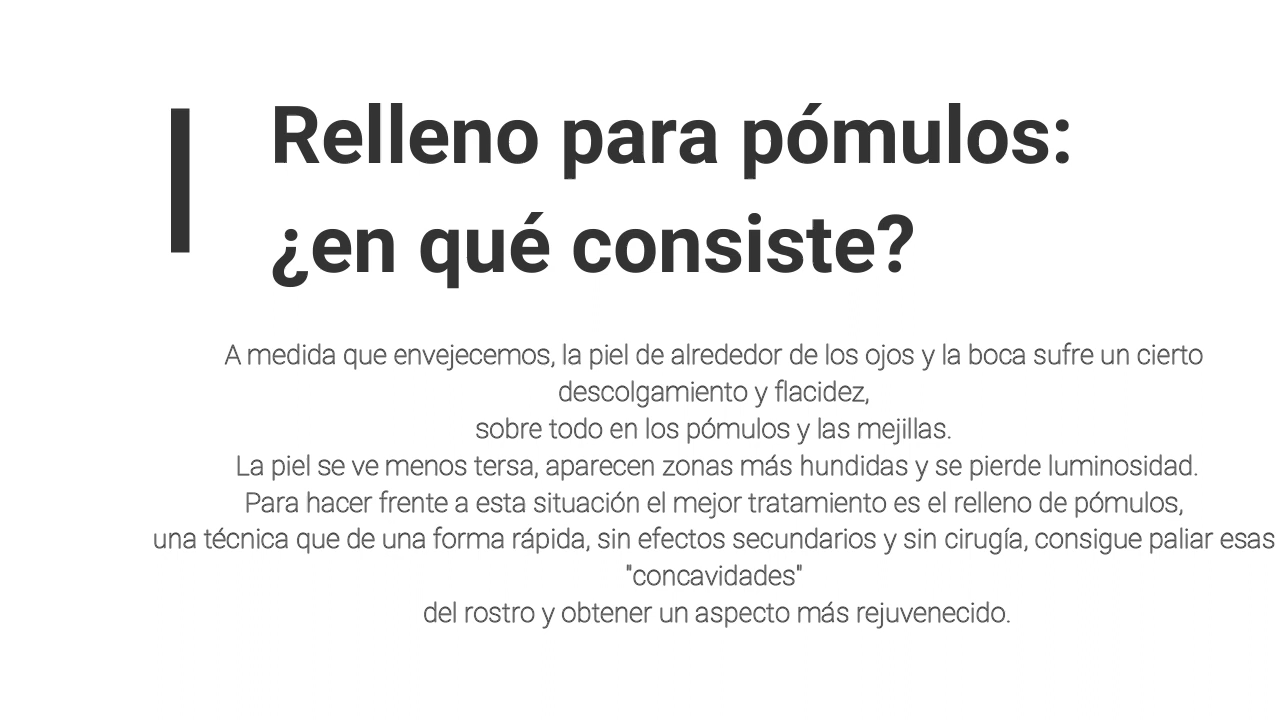 Relleno para pómulos:
¿en qué consiste?
A medida que envejecemos, la piel de alrededor de los ojos y la boca sufre un cierto
descolgamiento y flacidez,
sobre todo en los pómulos y las mejillas.
La piel se ve menos tersa, aparecen zonas más hundidas y se pierde luminosidad.
Para hacer frente a esta situación el mejor tratamiento es el relleno de pómulos,
una técnica que de una forma rápida, sin efectos secundarios y sin cirugía, consigue paliar esas
"concavidades"
del rostro y obtener un aspecto más rejuvenecido.